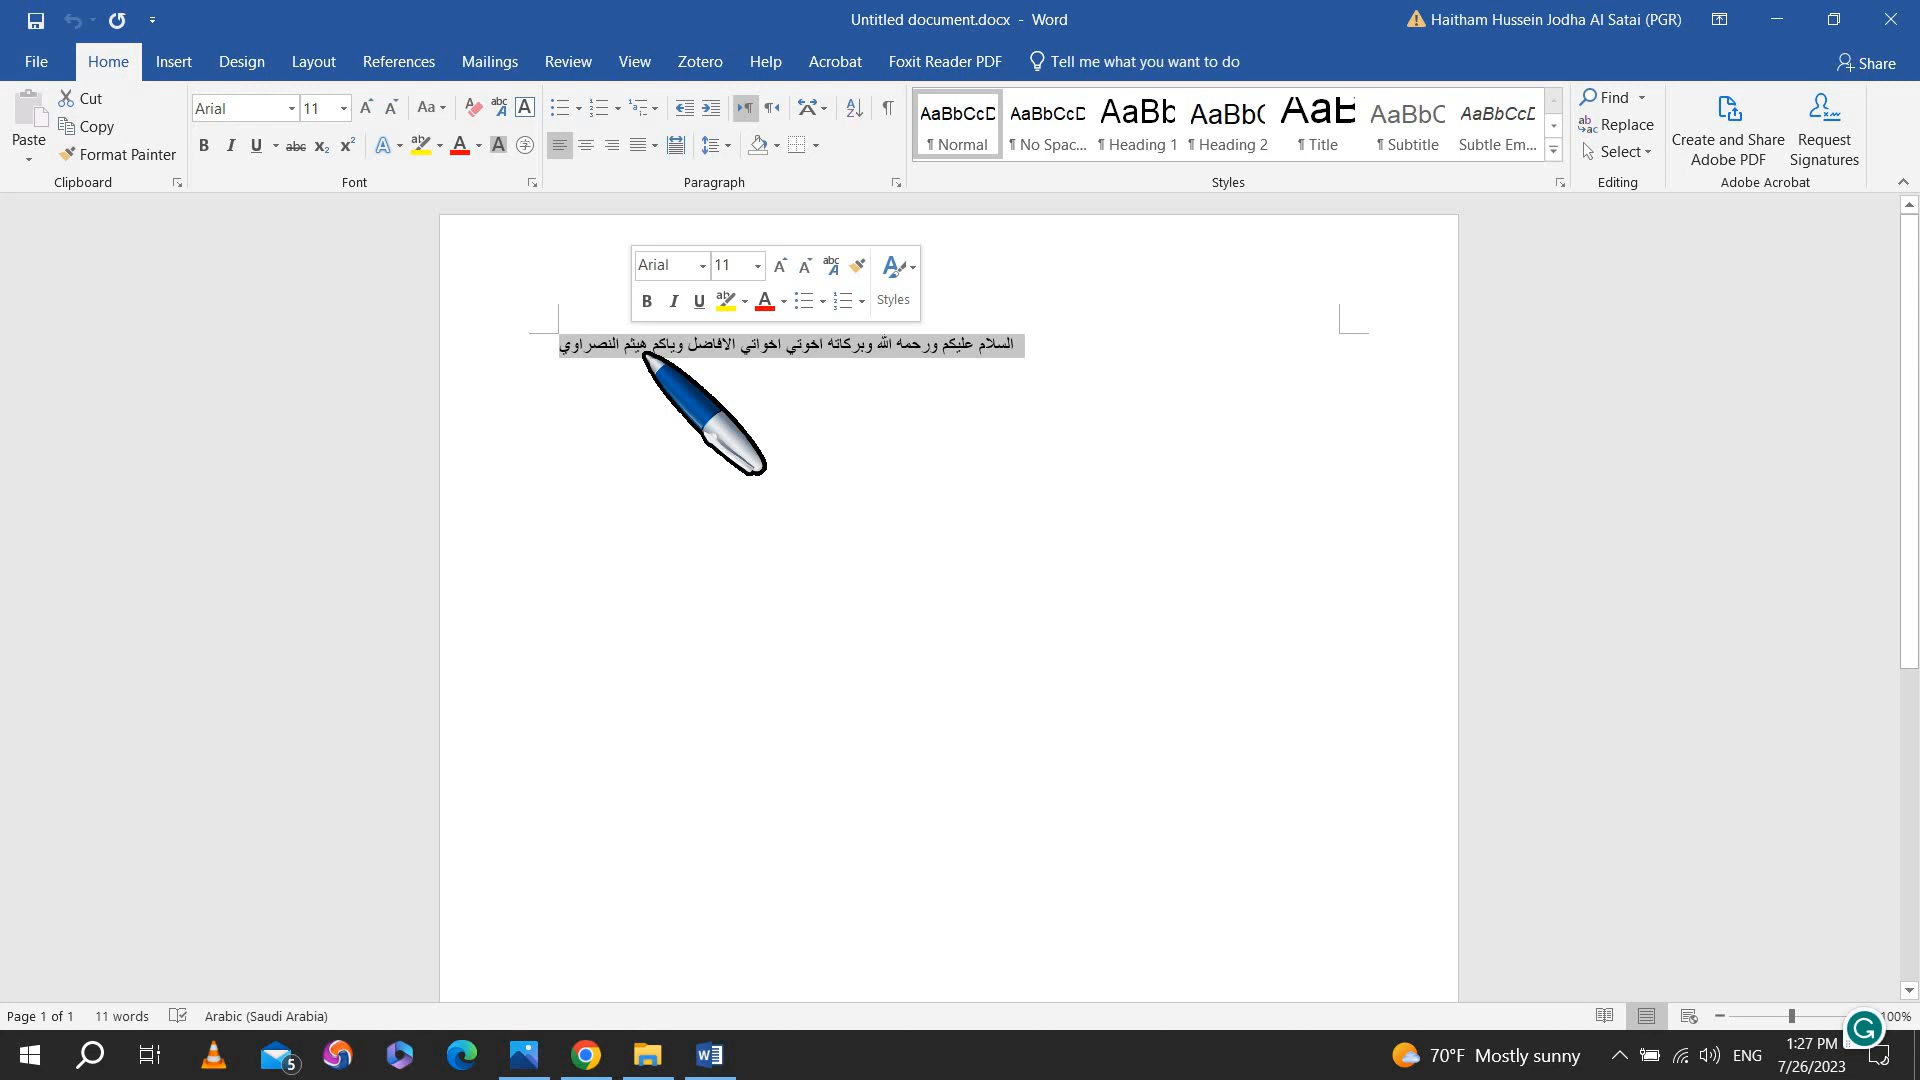 Untitled document.docx - Word
Haitham Hussein Jodha Al Satai (PGR)
File Home Insert Design Layout References Mailings Review View Zotero Help Acrobat Foxit Reader PDF Tell me what you want to do
Share
Paste
Cut
Copy
Format Painter
Clipboard
Arial 11
Font
Paragraph
AaBbCcD AaBbCcD AaBb AaBbC AaB AaBbC AaBbCcD
¶ Normal ¶ No Spac... ¶ Heading 1 ¶ Heading 2 ¶ Title ¶ Subtitle Subtle Em...
Styles
Find
Replace
Select
Editing
Create and Share Adobe PDF
Request Signatures
Adobe Acrobat
Arial 11
B I U
Styles
السلام عليكم ورحمه الله وبركاته اخوتي اخواتي الافاضل وياكم هيثم النصراوي
Page 1 of 1 11 words Arabic (Saudi Arabia)
100%
5
70°F Mostly sunny
ENG
1:27 PM
7/26/2023